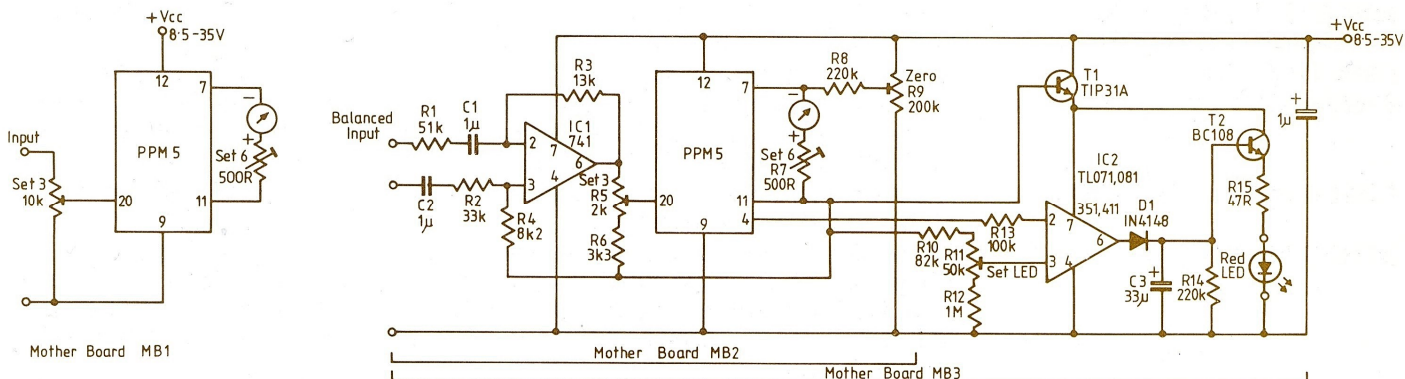 +Vcc
8·5-35V
12
7
PPM 5
20
11
9
Input
Set 3
10k
−
+
Set 6
500R
Mother Board MB1
Balanced
Input
R1
51k
C1
1µ
C2
1µ
R2
33k
R3
13k
IC1
741
2
7
6
3
4
R4
8k2
Set 3
R5
2k
R6
3k3
12
7
PPM 5
20
11
4
9
−
+
Set 6
R7
500R
R8
220k
Zero
R9
200k
R10
82k
R11
50k
Set LED
R12
1M
R13
100k
T1
TIP31A
IC2
TL071,081
351,411
2
7
6
3
4
D1
IN4148
+
C3
33µ
R14
220k
T2
BC108
R15
47R
Red
LED
+
1µ
+Vcc
8·5-35V
Mother Board MB2
Mother Board MB3